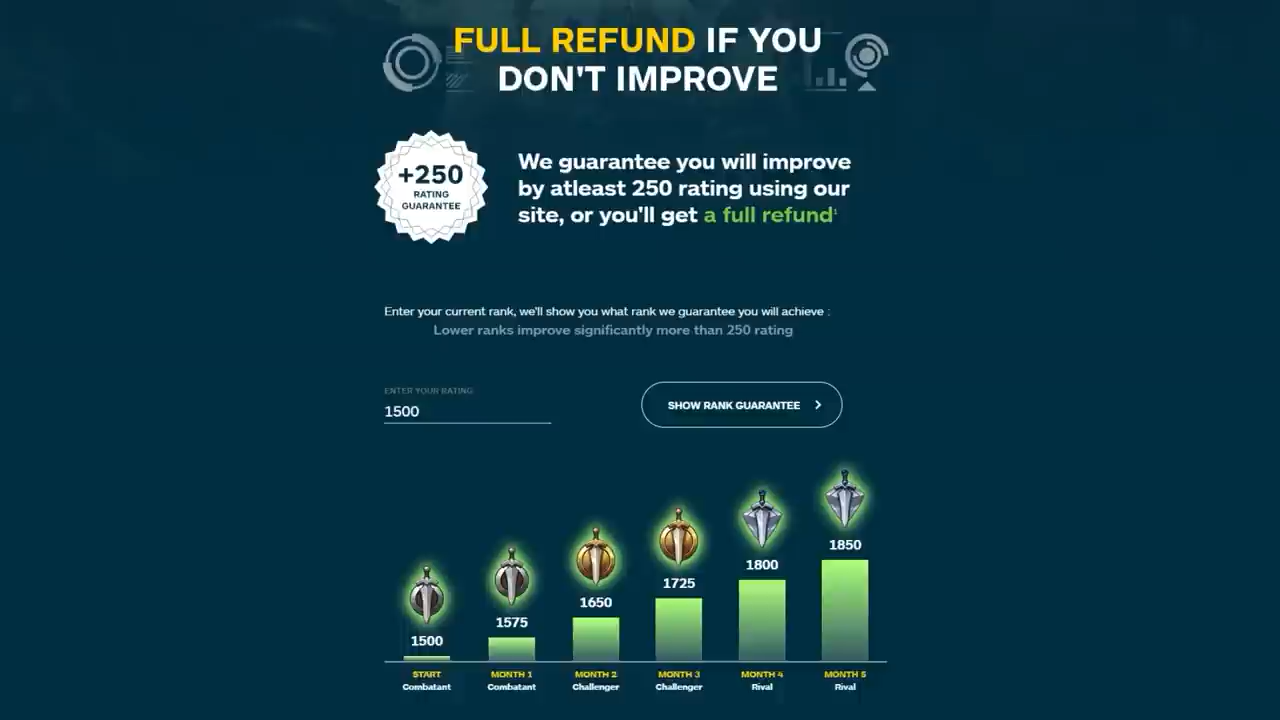 FULL REFUND IF YOU
DON'T IMPROVE
+250
RATING
GUARANTEE
We guarantee you will improve
by atleast 250 rating using our
site, or you'll get a full refund¹
Enter your current rank, we'll show you what rank we guarantee you will achieve :
Lower ranks improve significantly more than 250 rating
ENTER YOUR RATING
1500
SHOW RANK GUARANTEE
1500
1575
1650
1725
1800
1850
START
MONTH 1
MONTH 2
MONTH 3
MONTH 4
MONTH 5
Combatant
Combatant
Challenger
Challenger
Rival
Rival